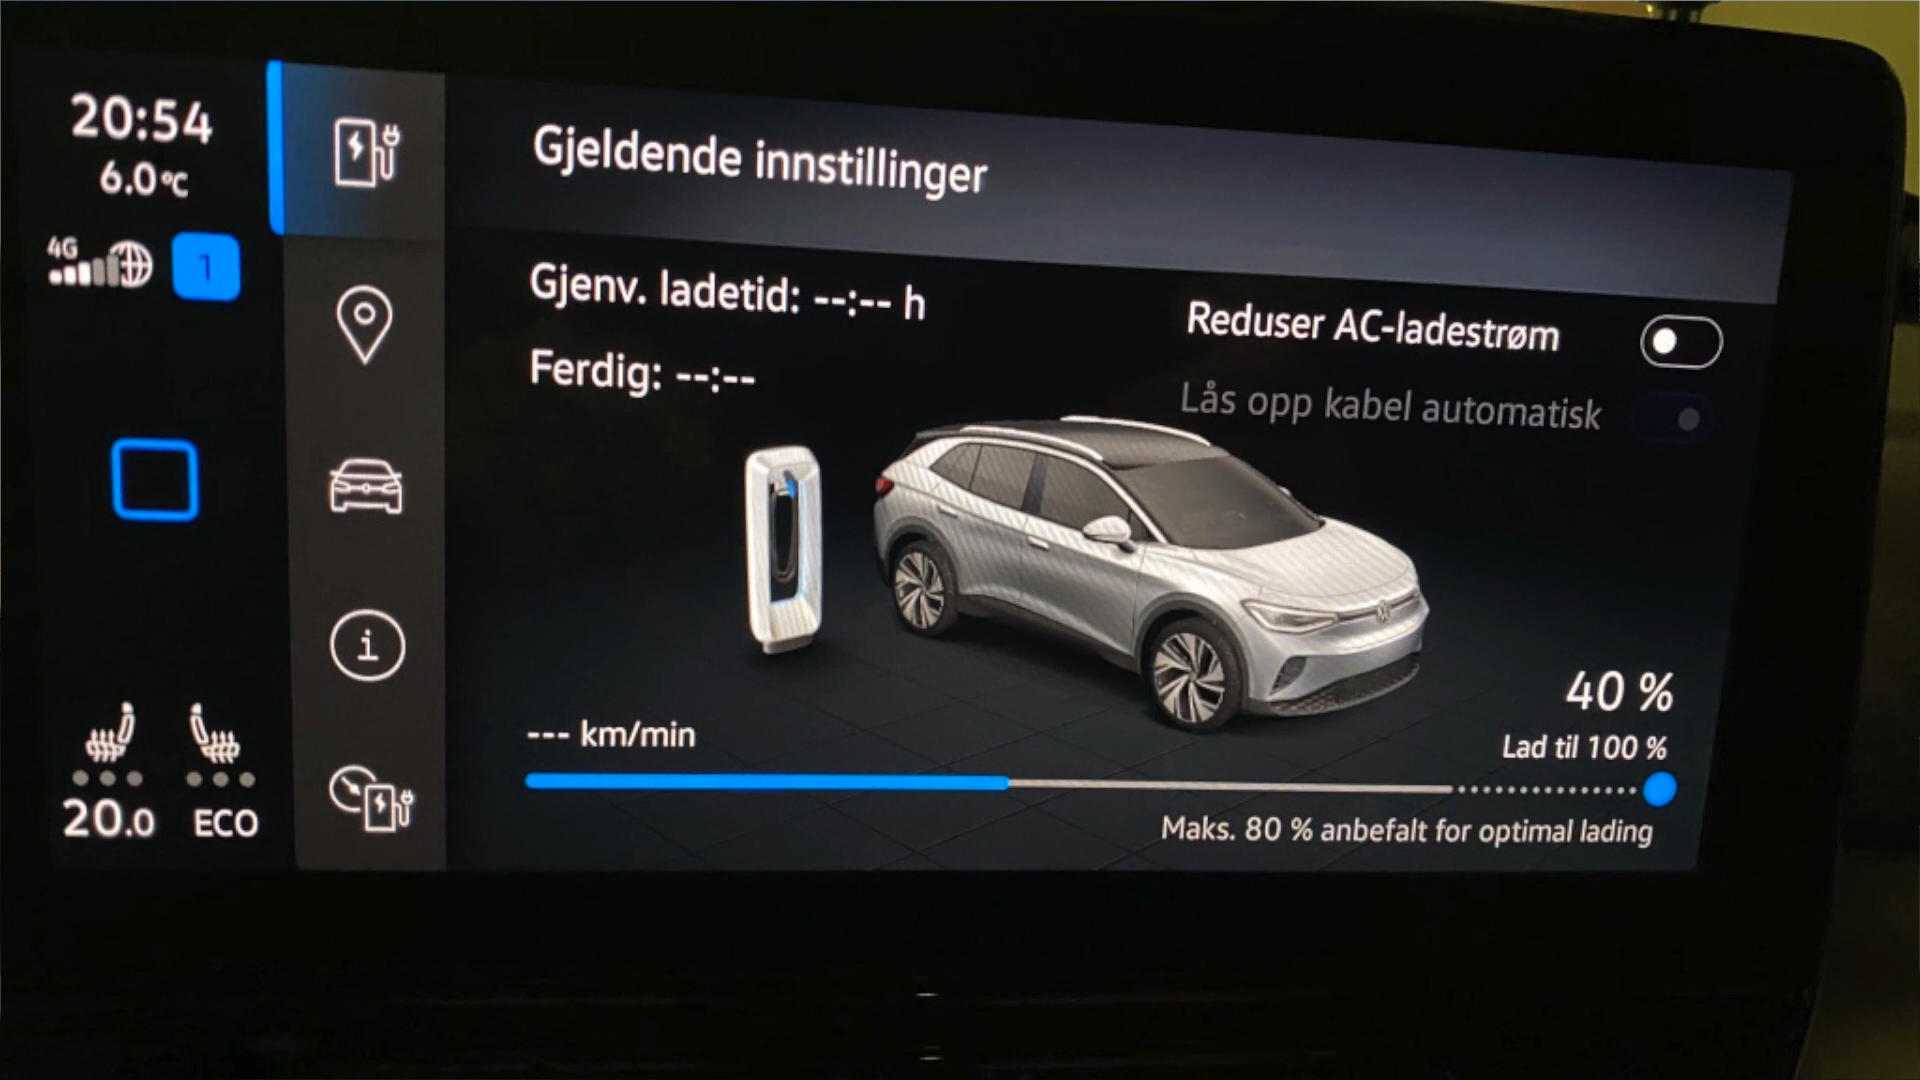 20:54
6.0°C
4G
1
20.0
ECO
Gjeldende innstillinger
Gjenv. ladetid: --:-- h
Ferdig: --:--
Reduser AC-ladestrøm
Lås opp kabel automatisk
40 %
--- km/min
Lad til 100 %
Maks. 80 % anbefalt for optimal lading